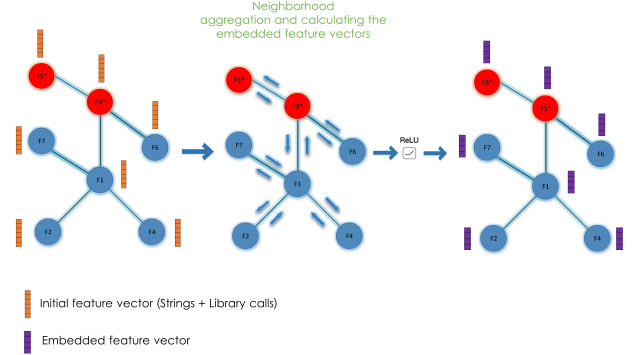 Neighborhood
aggregation and calculating the
embedded feature vectors
F5*
F3*
F7
F6
F1
F2
F4
F5*
F3*
F7
F6
F1
F2
F4
ReLU
F5*
F3*
F7
F6
F1
F2
F4
Initial feature vector (Strings + Library calls)
Embedded feature vector